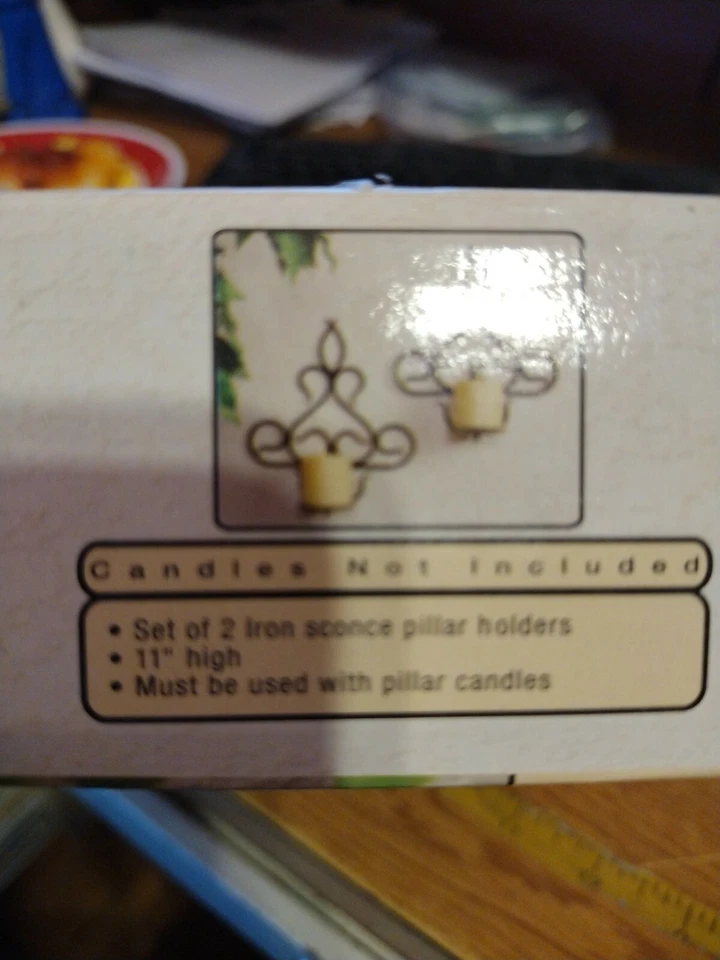 Candles Not Included
• Set of 2 Iron sconce pillar holders
• 11" high
• Must be used with pillar candles